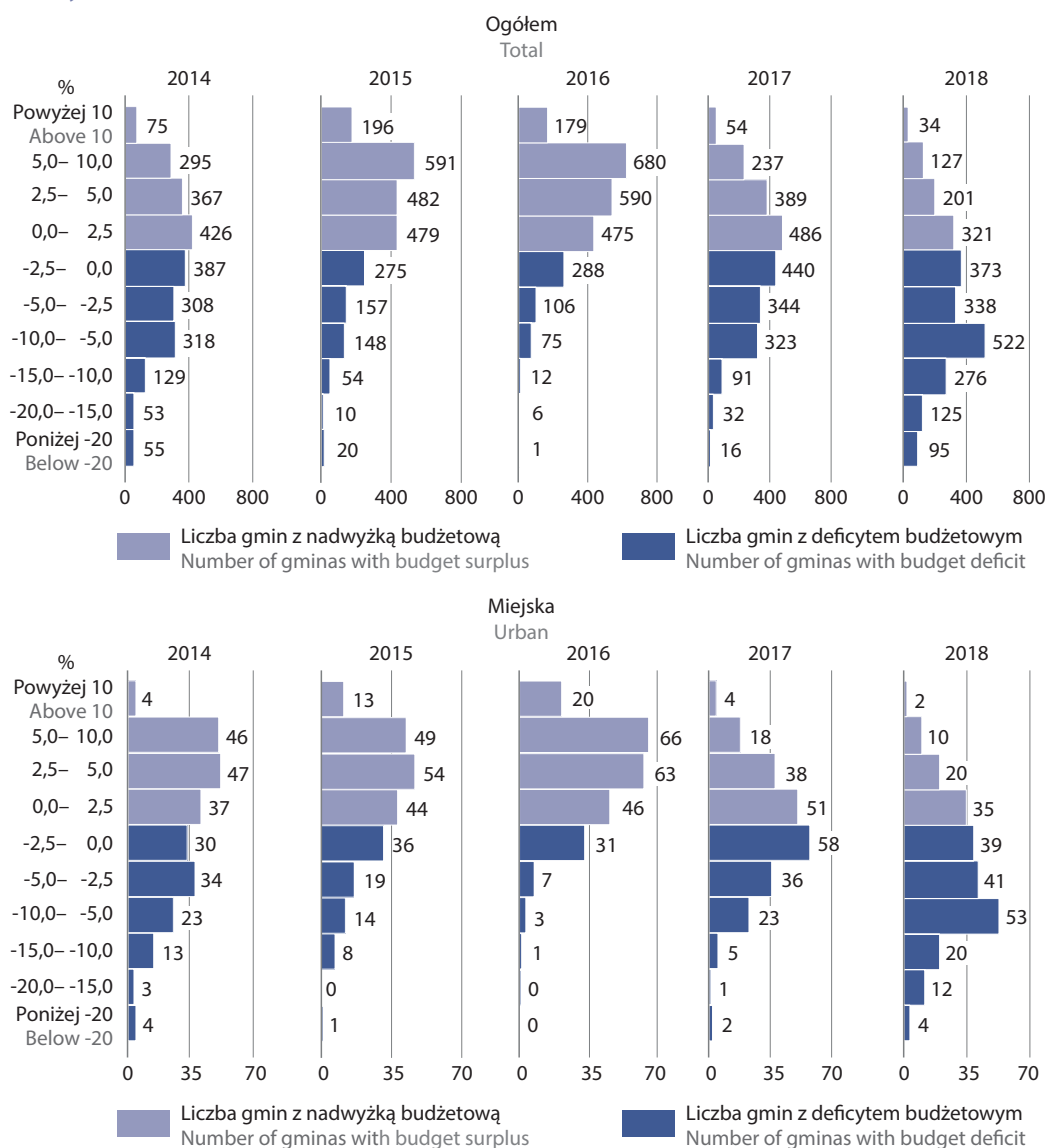 Ogółem
Total
2014 2015 2016 2017 2018
%
Powyżej 10
Above 10
75 196 179 54 34
5,0– 10,0 295 591 680 237 127
2,5– 5,0 367 482 590 389 201
0,0– 2,5 426 479 475 486 321
-2,5– 0,0 387 275 288 440 373
-5,0– -2,5 308 157 106 344 338
-10,0– -5,0 318 148 75 323 522
-15,0– -10,0 129 54 12 91 276
-20,0– -15,0 53 10 6 32 125
Poniżej -20
Below -20
55 20 1 16 95
0 400 800 0 400 800 0 400 800 0 400 800 0 400 800
Liczba gmin z nadwyżką budżetową Liczba gmin z deficytem budżetowym
Number of gminas with budget surplus Number of gminas with budget deficit
Miejska
Urban
2014 2015 2016 2017 2018
%
Powyżej 10
Above 10
4 13 20 4 2
5,0– 10,0 46 49 66 18 10
2,5– 5,0 47 54 63 38 20
0,0– 2,5 37 44 46 51 35
-2,5– 0,0 30 36 31 58 39
-5,0– -2,5 34 19 7 36 41
-10,0– -5,0 23 14 3 23 53
-15,0– -10,0 13 8 1 5 20
-20,0– -15,0 3 0 0 1 12
Poniżej -20
Below -20
4 1 0 2 4
0 35 70 0 35 70 0 35 70 0 35 70 0 35 70
Liczba gmin z nadwyżką budżetową Liczba gmin z deficytem budżetowym
Number of gminas with budget surplus Number of gminas with budget deficit